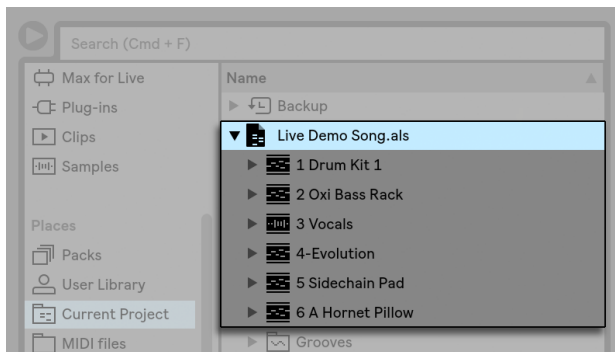 Search (Cmd + F)
Max for Live
Plug-ins
Clips
Samples
Places
Packs
User Library
Current Project
MIDI files
Name
Backup
Live Demo Song.als
1 Drum Kit 1
2 Oxi Bass Rack
3 Vocals
4-Evolution
5 Sidechain Pad
6 A Hornet Pillow
Grooves